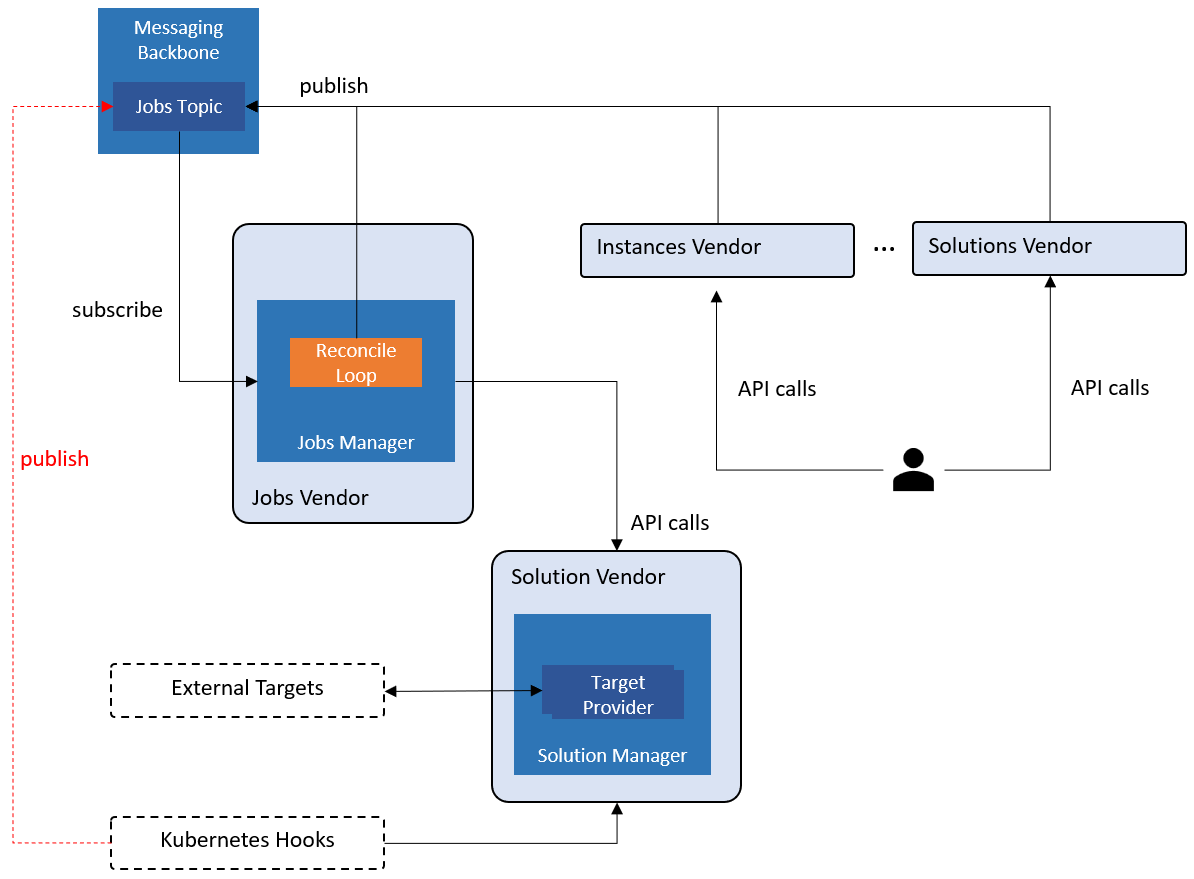 Messaging
Backbone
publish
Jobs Topic
Instances Vendor
...
Solutions Vendor
subscribe
Reconcile
Loop
API calls
API calls
Jobs Manager
publish
Jobs Vendor
API calls
Solution Vendor
External Targets
Target
Provider
Solution Manager
Kubernetes Hooks